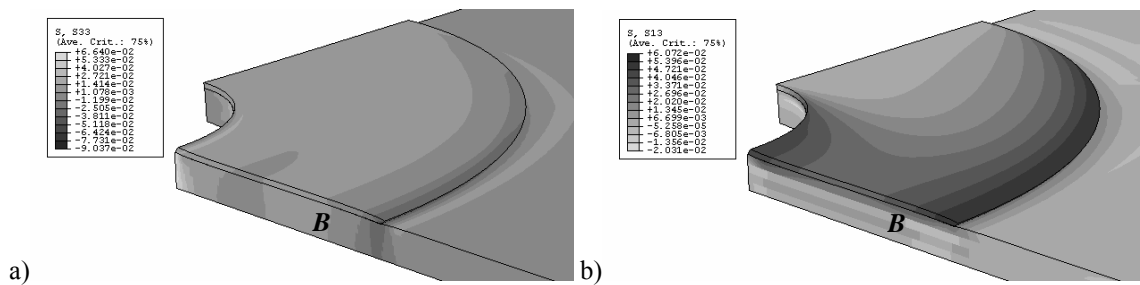 S, S33
(Ave. Crit.: 75%)
+6.640e-02
+5.333e-02
+4.027e-02
+2.721e-02
+1.414e-02
+1.078e-03
-1.199e-02
-2.505e-02
-3.811e-02
-5.118e-02
-6.424e-02
-7.731e-02
-9.037e-02
B
a)
S, S13
(Ave. Crit.: 75%)
+6.072e-02
+5.396e-02
+4.721e-02
+4.046e-02
+3.371e-02
+2.696e-02
+2.020e-02
+1.345e-02
+6.699e-03
-5.258e-05
-6.805e-03
-1.356e-02
-2.031e-02
B
b)